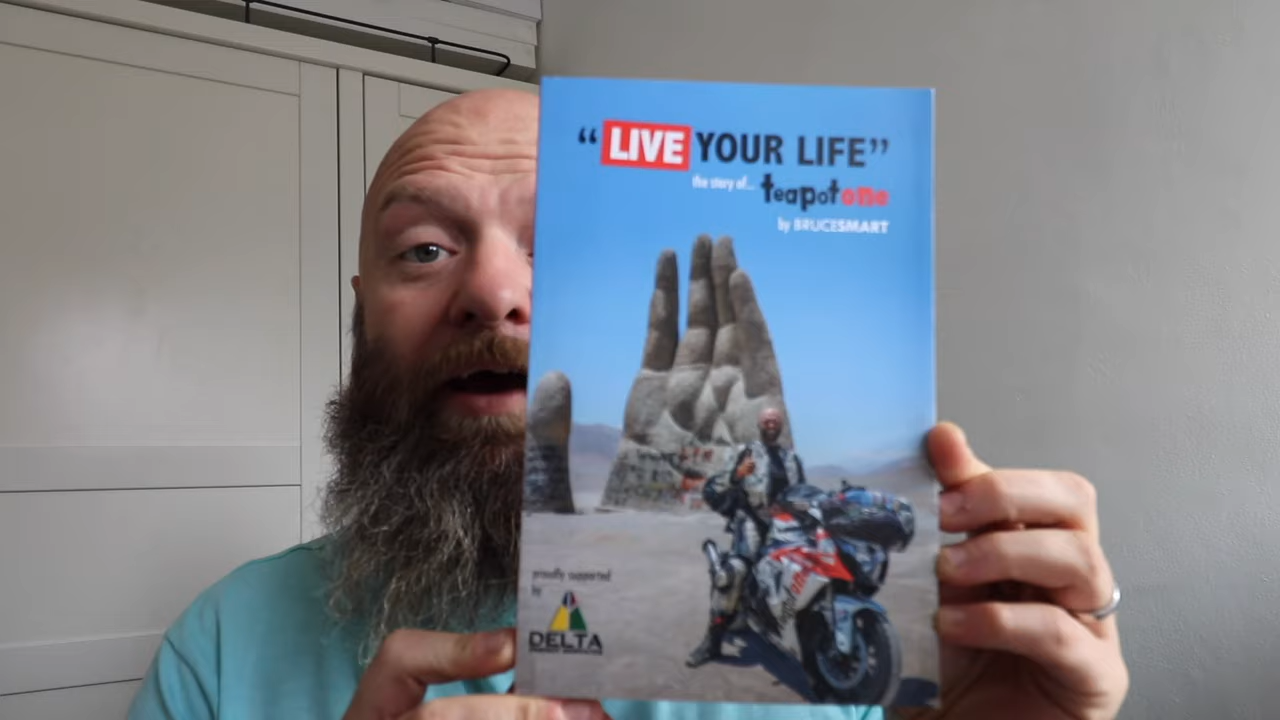 “LIVE YOUR LIFE”
the story of... teapotone
by BRUCESMART
proudly supported
by
DELTA